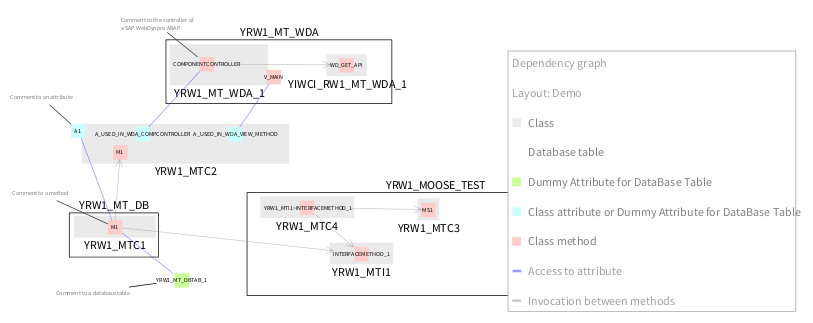 Comment to the controller of
a SAP WebDynpro ABAP
YRW1_MT_WDA
COMPONENTCONTROLLER
WD_GET_API
V_MAIN
YRW1_MT_WDA_1
YIWCI_RW1_MT_WDA_1
Comment to an attribute
A1
A_USED_IN_WDA_COMPCONTROLLER
A_USED_IN_WDA_VIEW_METHOD
M1
YRW1_MTC2
Comment to a method
YRW1_MT_DB
M1
YRW1_MTC1
YRW1_MOOSE_TEST
YRW1_MTI1~INTERFACEMETHOD_1
MS1
YRW1_MTC4
YRW1_MTC3
INTERFACEMETHOD_1
YRW1_MTI1
YRW1_MT_DBTAB_1
Comment to a database table
Dependency graph
Layout: Demo
Class
Database table
Dummy Attribute for DataBase Table
Class attribute or Dummy Attribute for DataBase Table
Class method
Access to attribute
Invocation between methods